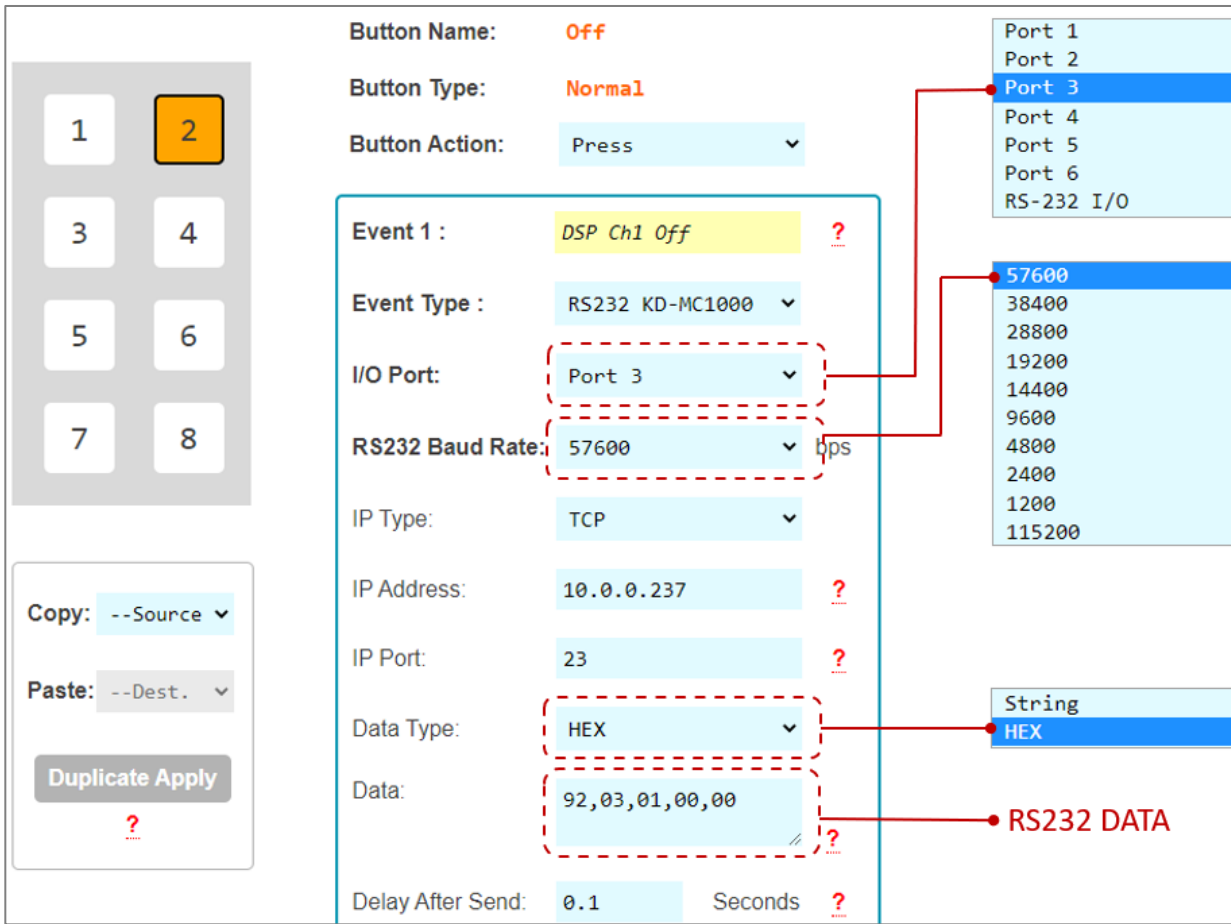 Button Name: Off
Button Type: Normal
Button Action: Press
1 2
3 4
5 6
7 8
Copy: --Source
Paste: --Dest.
Duplicate Apply
?
Event 1 : DSP Ch1 Off ?
Event Type : RS232 KD-MC1000
I/O Port: Port 3
RS232 Baud Rate: 57600 bps
IP Type: TCP
IP Address: 10.0.0.237 ?
IP Port: 23 ?
Data Type: HEX
Data: 92,03,01,00,00 ?
Delay After Send: 0.1 Seconds ?
Port 1
Port 2
Port 3
Port 4
Port 5
Port 6
RS-232 I/O
57600
38400
28800
19200
14400
9600
4800
2400
1200
115200
String
HEX
RS232 DATA